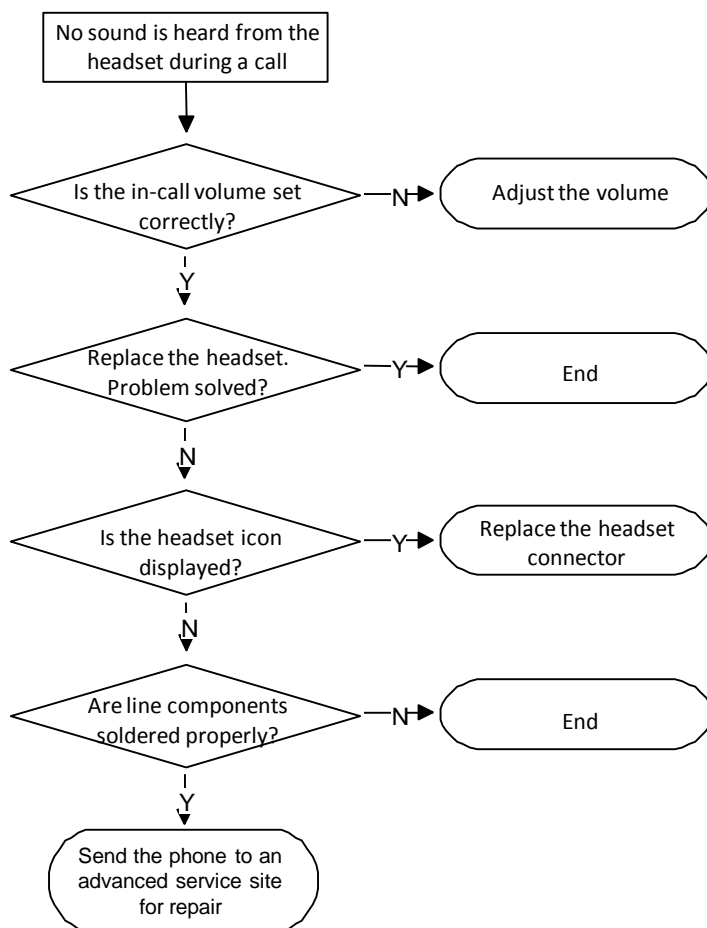 No sound is heard from the
headset during a call
Is the in-call volume set
correctly?
N
Adjust the volume
Y
Replace the headset.
Problem solved?
Y
End
N
Is the headset icon
displayed?
Y
Replace the headset
connector
N
Are line components
soldered properly?
N
End
Y
Send the phone to an
advanced service site
for repair